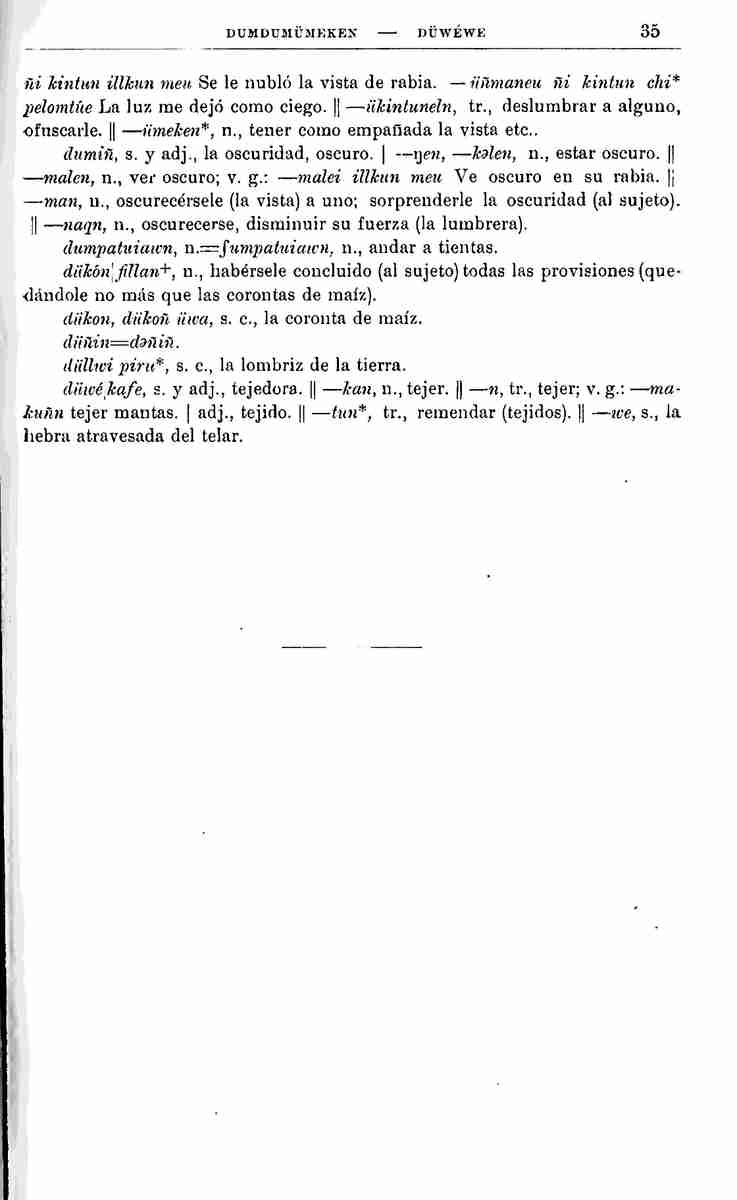 DUMDUMÜMEKEN — DÜWÉWE 35
ñi kintun illkun meu Se le nubló la vista de rabia. —üñmaneu ñi kintun chi*
pelomtúe La luz me dejó como ciego. || —ükintuneln, tr., deslumbrar a alguno,
ofuscarle. || —ümeken*, n., tener como empañada la vista etc..
dumiñ, s. y adj., la oscuridad, oscuro. | —ŋen, —kəlen, n., estar oscuro. ||
—malen, n., ver oscuro; v. g.: —malei illkun meu Ve oscuro en su rabia. ||
—man, n., oscurecérsele (la vista) a uno; sorprenderle la oscuridad (al sujeto).
|| —naqn, n., oscurecerse, disminuir su fuerza (la lumbrera).
dumpatuiawn, n.=fumpatuiawn, n., andar a tientas.
dükón¦fillan+, n., habérsele concluido (al sujeto) todas las provisiones (que-
dándole no más que las corontas de maíz).
dükon, dükoñ üwa, s. c., la coronta de maíz.
düñin=dəñiñ.
düllwi piru*, s. c., la lombriz de la tierra.
düwé¦kafe, s. y adj., tejedora. || —kan, n., tejer. || —n, tr., tejer; v. g.: —ma-
kuñn tejer mantas. | adj., tejido. || —tun*, tr., remendar (tejidos). || —we, s., la
hebra atravesada del telar.